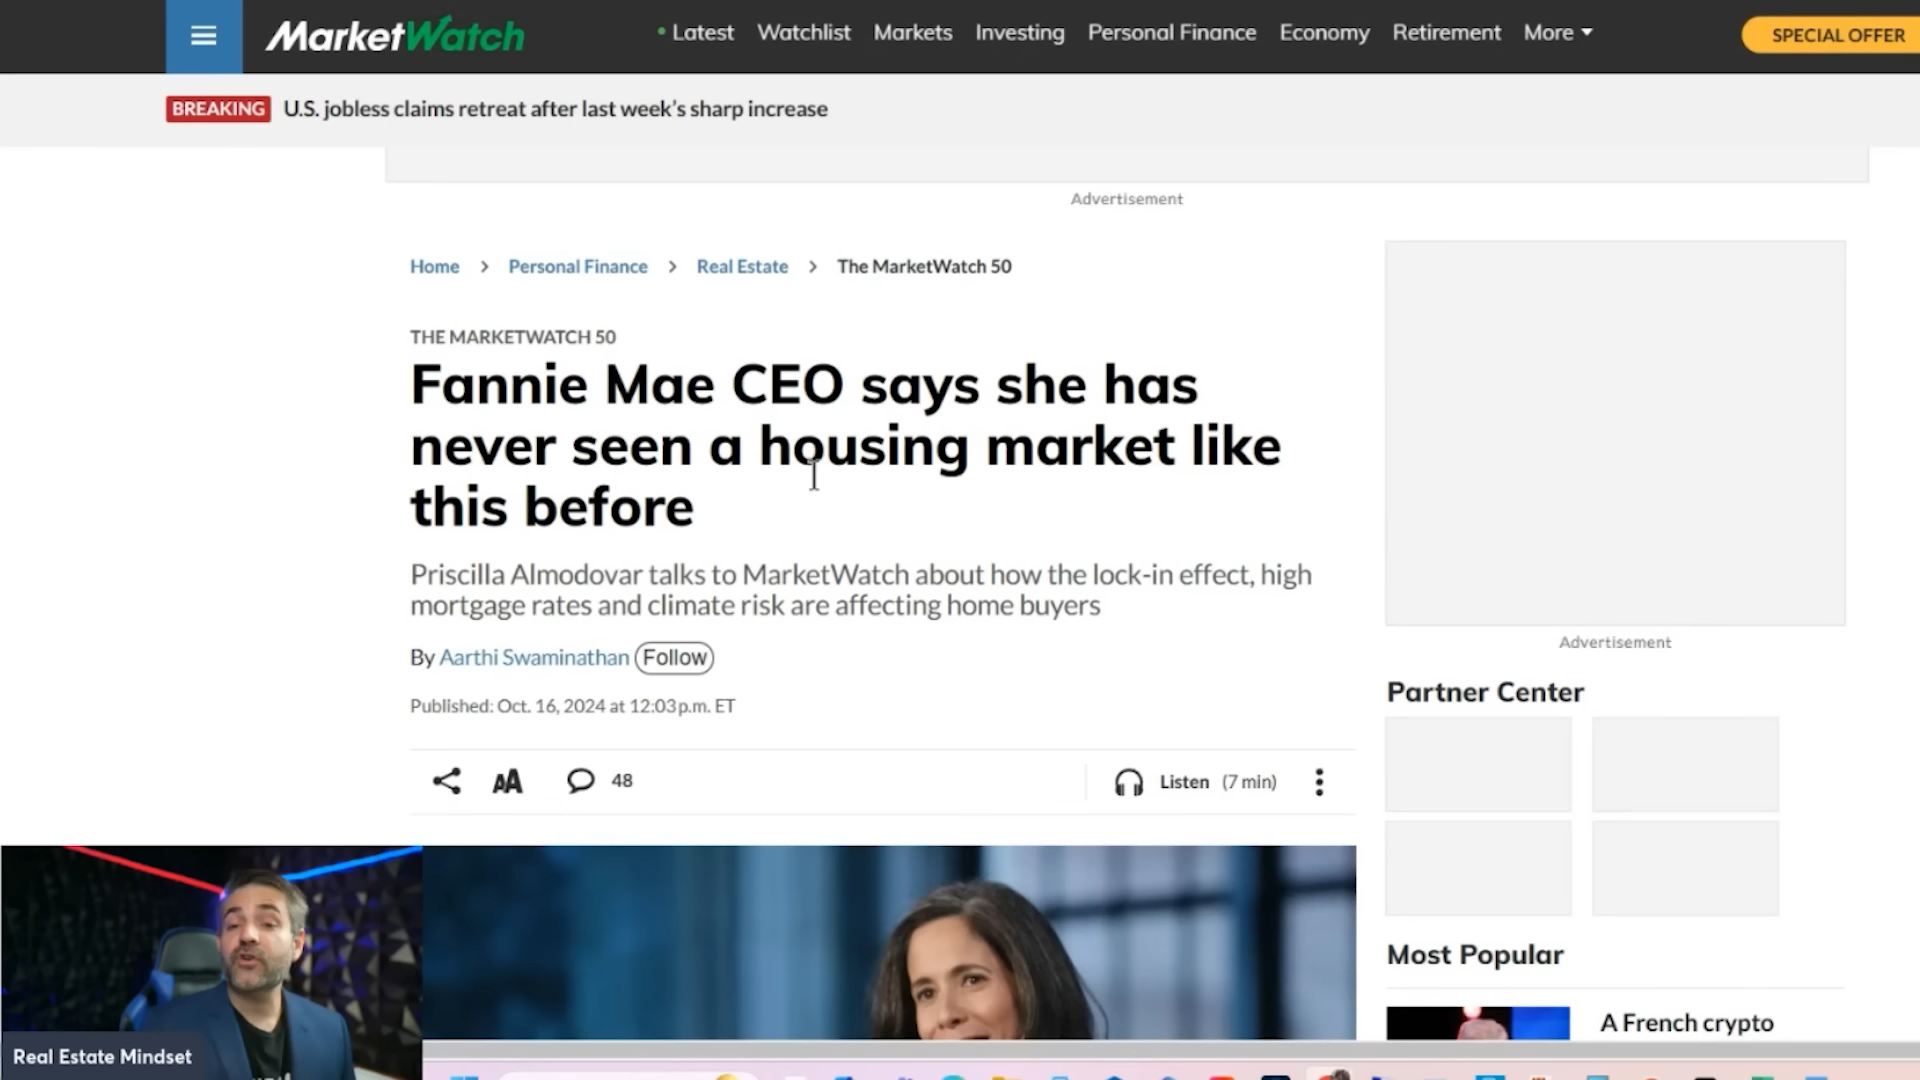 MarketWatch
Latest Watchlist Markets Investing Personal Finance Economy Retirement More
SPECIAL OFFER
BREAKING U.S. jobless claims retreat after last week's sharp increase
Advertisement
Home > Personal Finance > Real Estate > The MarketWatch 50
THE MARKETWATCH 50
Fannie Mae CEO says she has
never seen a housing market like
this before
Priscilla Almodovar talks to MarketWatch about how the lock-in effect, high
mortgage rates and climate risk are affecting home buyers
By Aarthi Swaminathan Follow
Published: Oct. 16, 2024 at 12:03 p.m. ET
AA 48 Listen (7 min)
Advertisement
Partner Center
Most Popular
A French crypto
Real Estate Mindset